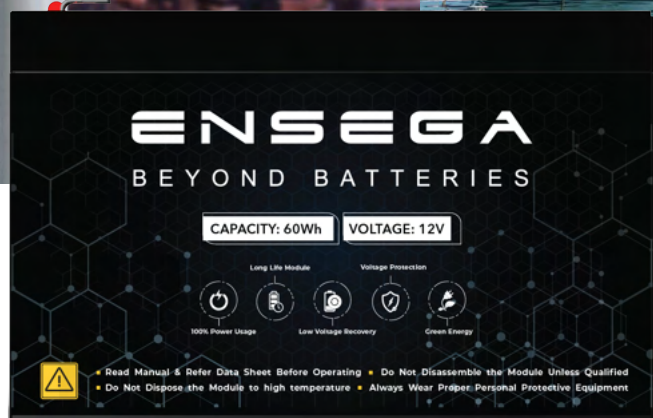 ENSEGA
BEYOND BATTERIES
CAPACITY: 60Wh VOLTAGE: 12V
Long Life Module Voltage Protection
100% Power Usage Low Voltage Recovery Green Energy
▪ Read Manual & Refer Data Sheet Before Operating ▪ Do Not Disassemble the Module Unless Qualified
▪ Do Not Dispose the Module to high temperature ▪ Always Wear Proper Personal Protective Equipment